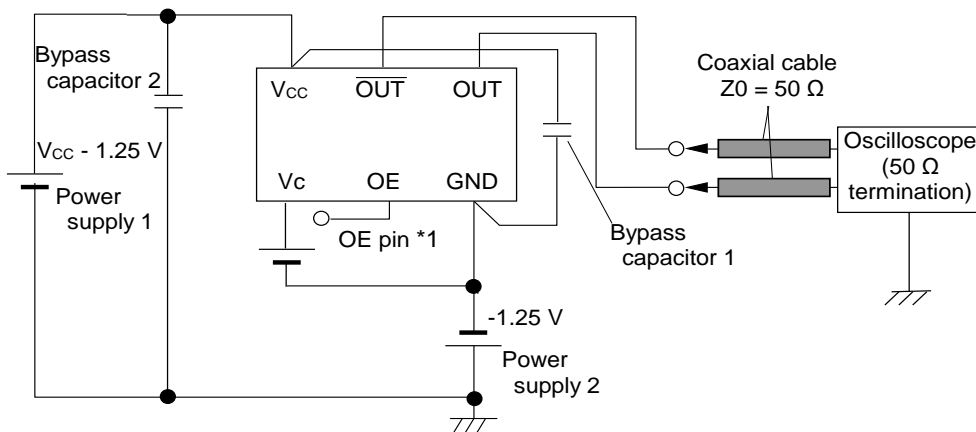 Bypass
capacitor 2
VCC - 1.25 V
Power
supply 1
VCC
OUT
OUT
Vc
OE
GND
OE pin *1
-1.25 V
Power
supply 2
Bypass
capacitor 1
Coaxial cable
Z0 = 50 Ω
Oscilloscope
(50 Ω
termination)